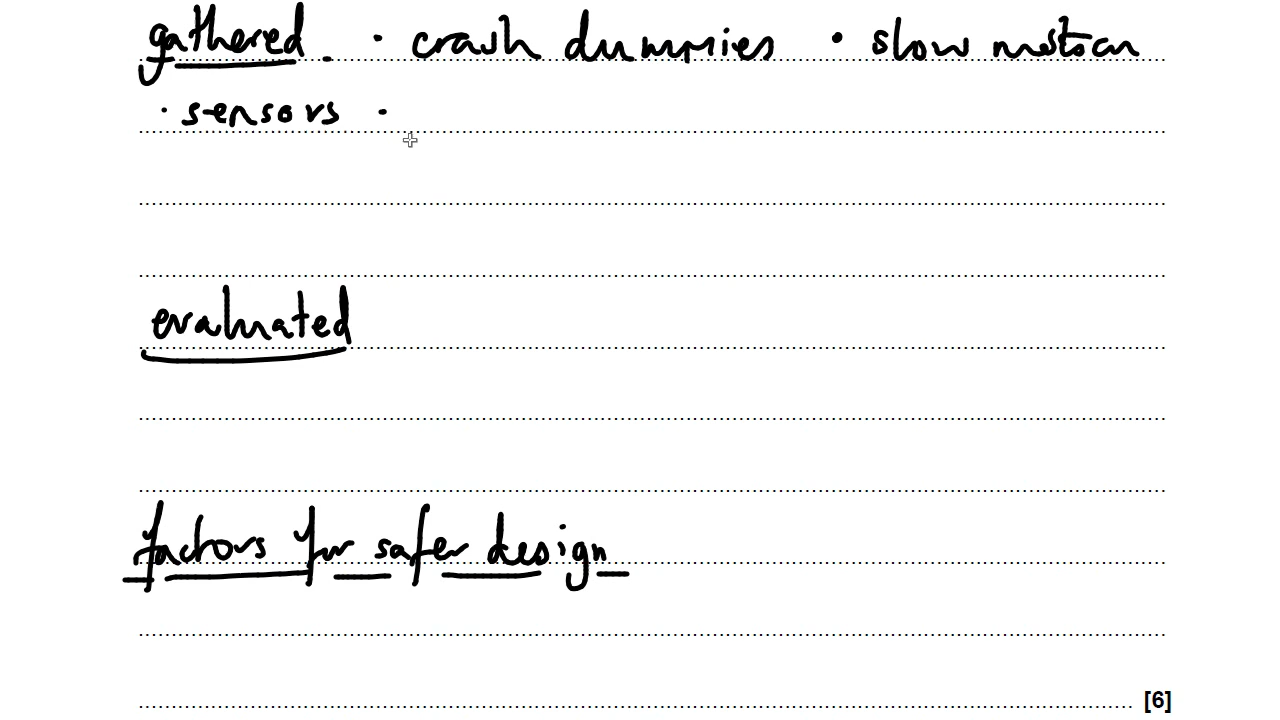 gathered . • crash dummies • slow motion
• sensors •
evaluated
factors for safer design
[6]